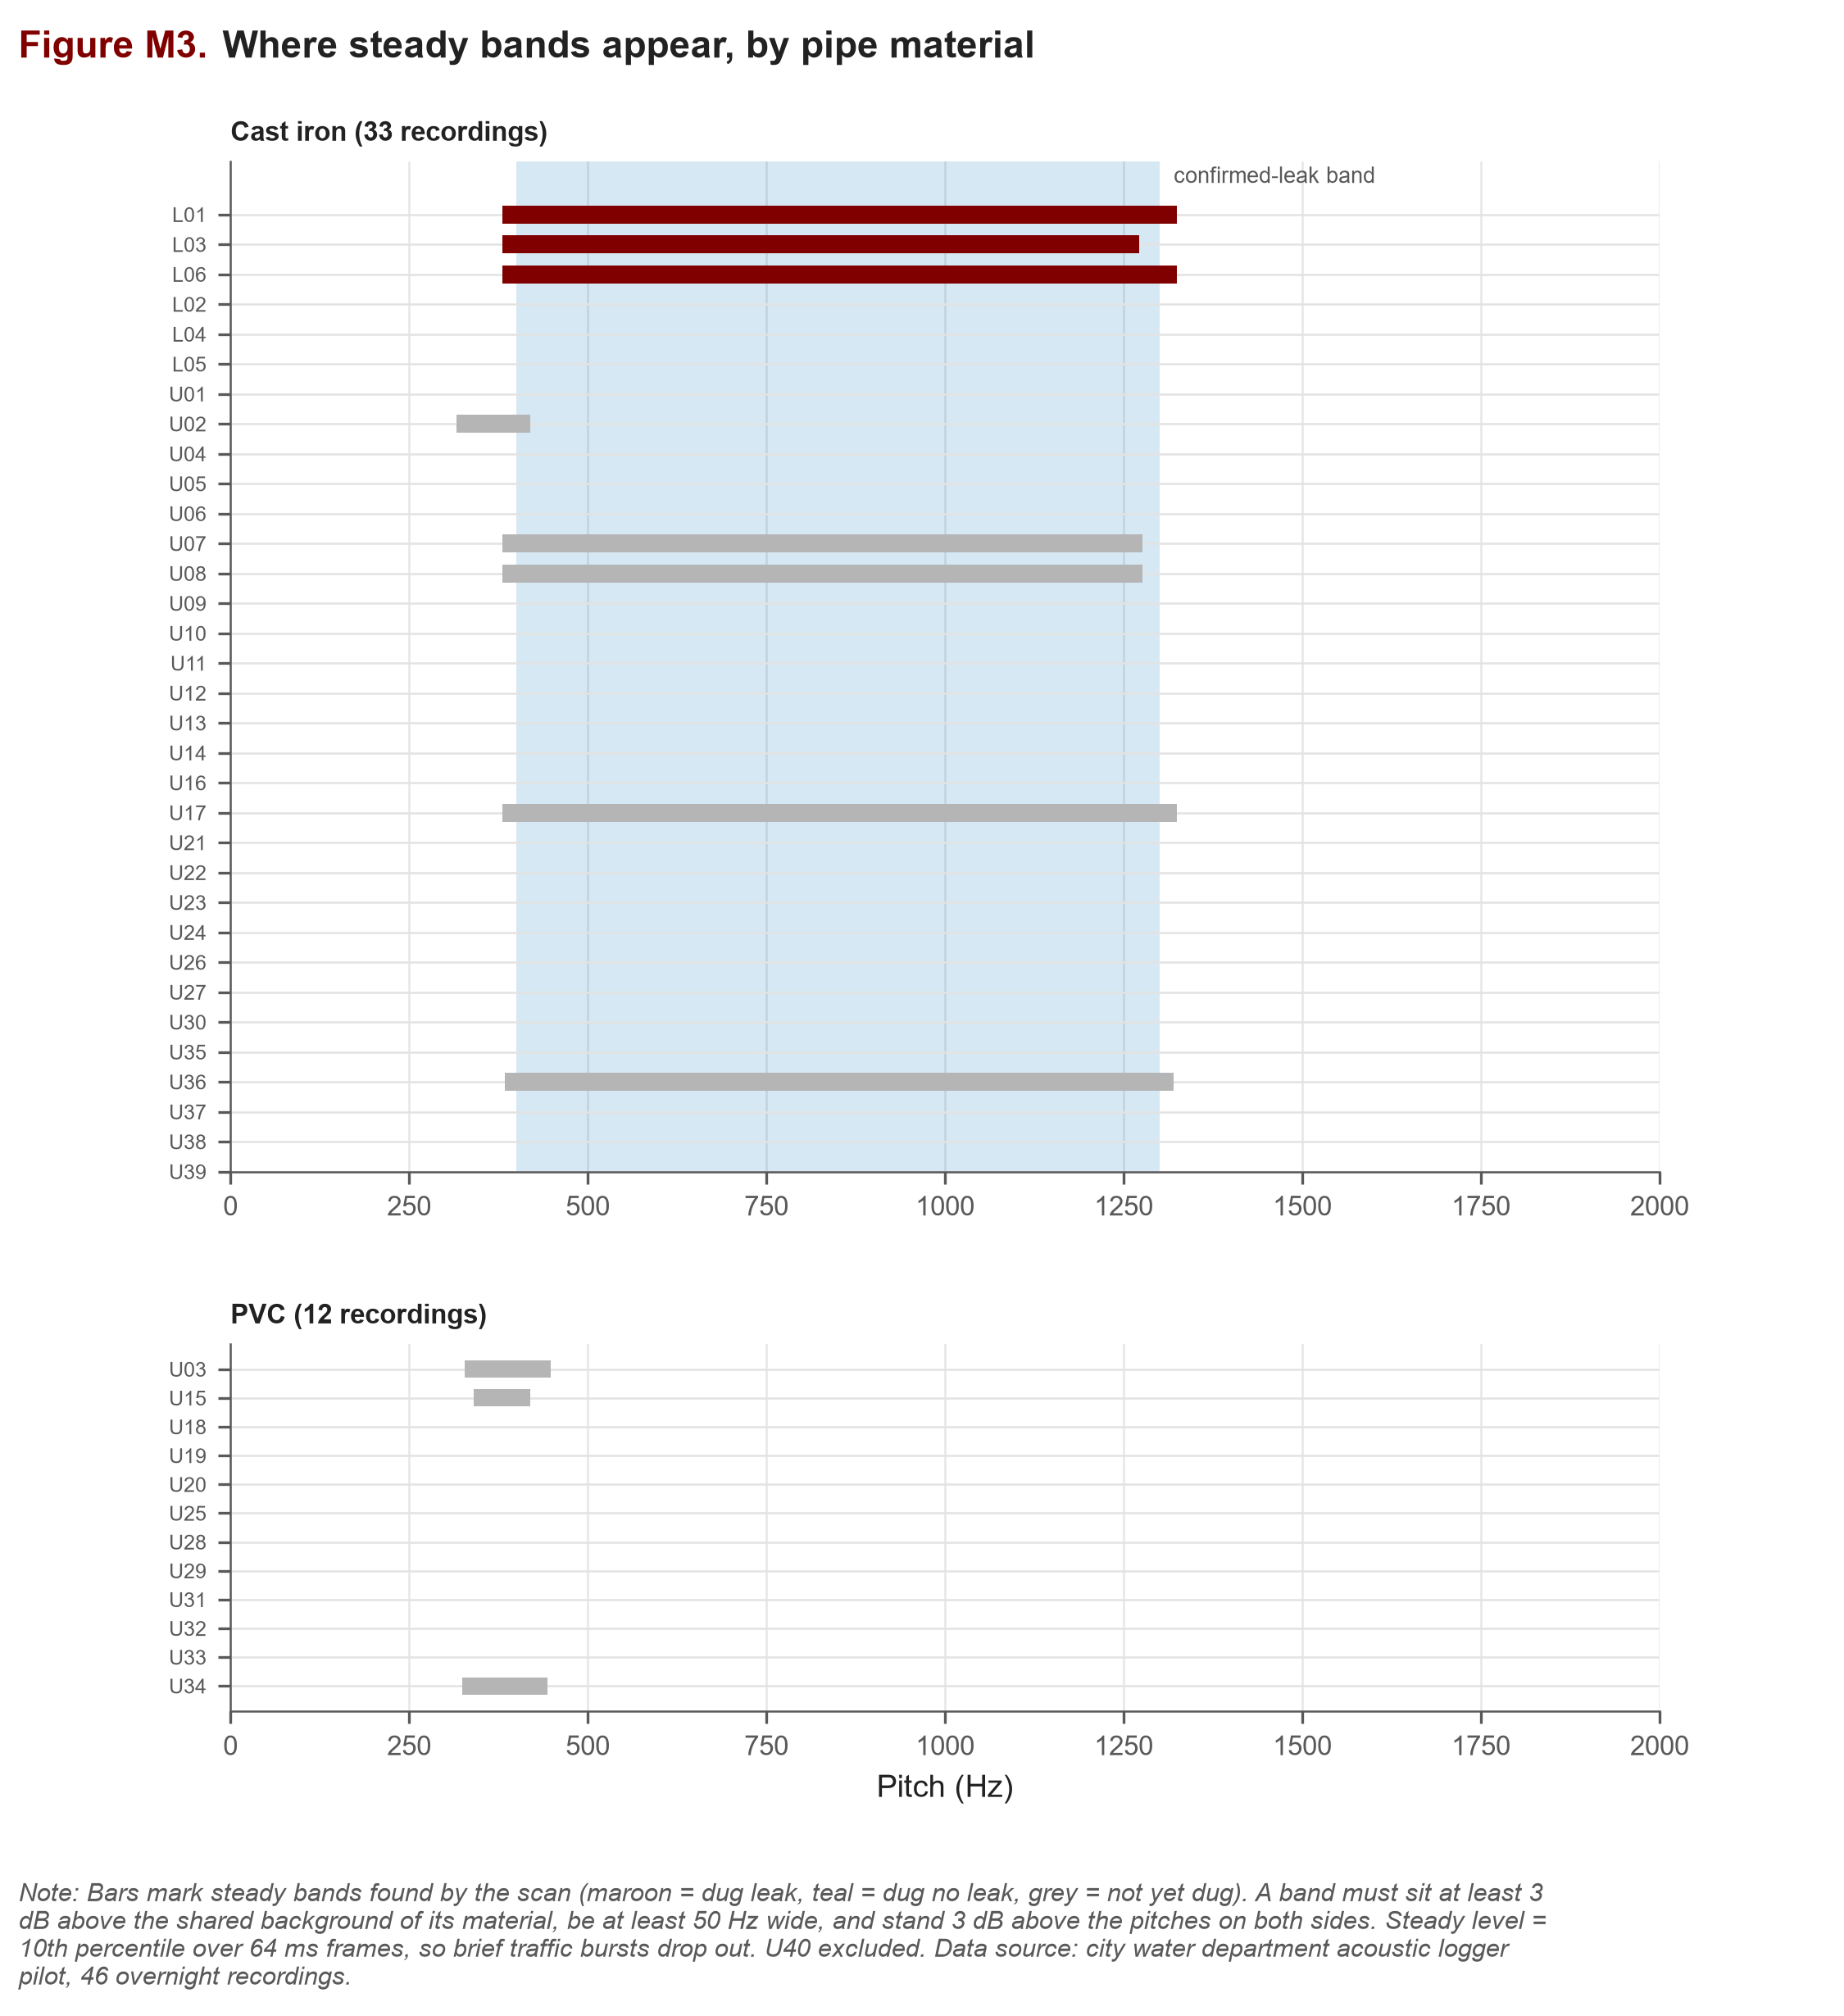 Figure M3. Where steady bands appear, by pipe material
Cast iron (33 recordings)
confirmed-leak band
L01
L03
L06
L02
L04
L05
U01
U02
U04
U05
U06
U07
U08
U09
U10
U11
U12
U13
U14
U16
U17
U21
U22
U23
U24
U26
U27
U30
U35
U36
U37
U38
U39
0 250 500 750 1000 1250 1500 1750 2000
PVC (12 recordings)
U03
U15
U18
U19
U20
U25
U28
U29
U31
U32
U33
U34
0 250 500 750 1000 1250 1500 1750 2000
Pitch (Hz)
Note: Bars mark steady bands found by the scan (maroon = dug leak, teal = dug no leak, grey = not yet dug). A band must sit at least 3
dB above the shared background of its material, be at least 50 Hz wide, and stand 3 dB above the pitches on both sides. Steady level =
10th percentile over 64 ms frames, so brief traffic bursts drop out. U40 excluded. Data source: city water department acoustic logger
pilot, 46 overnight recordings.